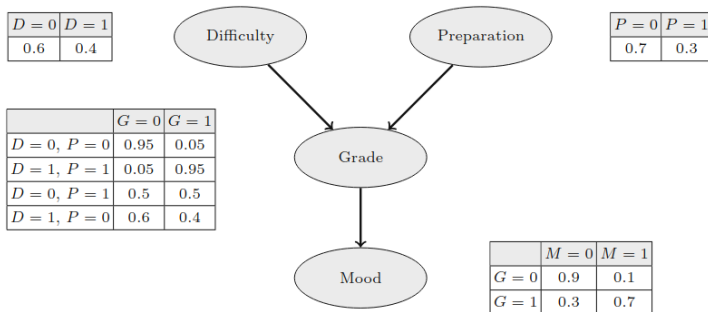 D = 0 D = 1
0.6 0.4
Difficulty
Preparation
P = 0 P = 1
0.7 0.3
G = 0 G = 1
D = 0, P = 0 0.95 0.05
D = 1, P = 1 0.05 0.95
D = 0, P = 1 0.5 0.5
D = 1, P = 0 0.6 0.4
Grade
Mood
M = 0 M = 1
G = 0 0.9 0.1
G = 1 0.3 0.7